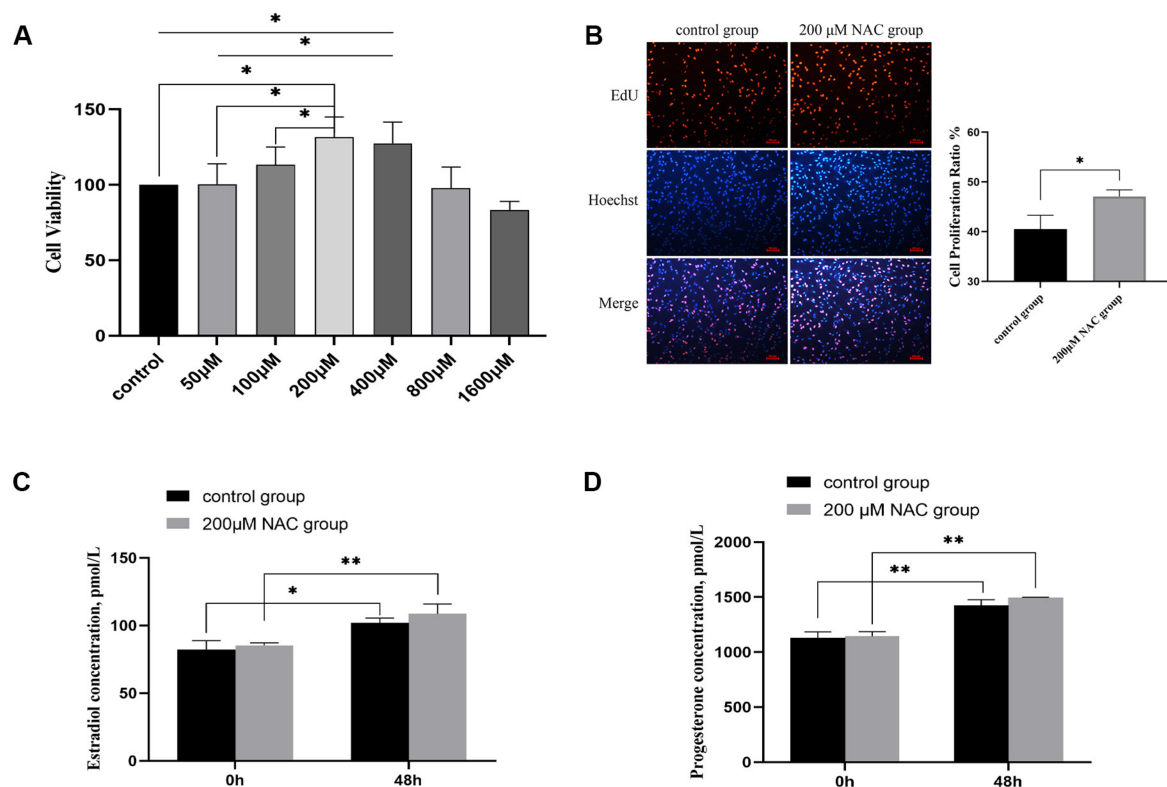 A
*
*
*
*
*
Cell Viability
150
100
50
0
control
50μM
100μM
200μM
400μM
800μM
1600μM
B
control group
200 μM NAC group
EdU
Hoechst
Merge
Cell Proliferation Ratio %
60
50
40
30
*
control group
200μM NAC group
C
control group
200μM NAC group
Estradiol concentration, pmol/L
150
100
50
0
*
**
0h
48h
D
control group
200 μM NAC group
Progesterone concentration, pmol/L
2000
1500
1000
500
0
**
**
0h
48h